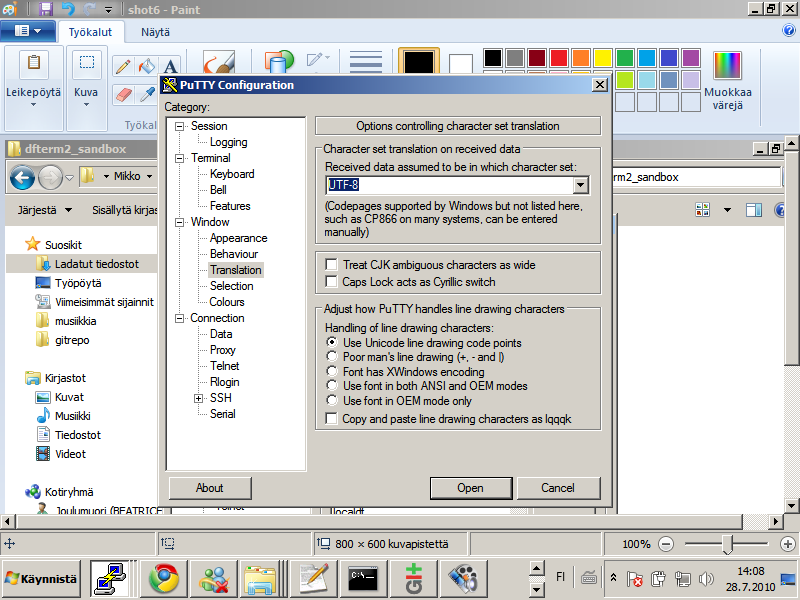 shot6 - Paint
Työkalut
Näytä
Leikepöytä
Kuva
A
Työkal
Muokkaa
värejä
dfterm2_sandbox
Mikko
rm2_sandbox
Järjestä
Sisällytä kirjas
Suosikit
Ladatut tiedostot
Työpöytä
Viimeisimmät sijainnit
musiikkia
gitrepo
Kirjastot
Kuvat
Musiikki
Tiedostot
Videot
Kotiryhmä
Joulumuori (BEATRICE
PuTTY Configuration
Category:
Session
Logging
Terminal
Keyboard
Bell
Features
Window
Appearance
Behaviour
Translation
Selection
Colours
Connection
Data
Proxy
Telnet
Rlogin
SSH
Serial
Options controlling character set translation
Character set translation on received data
Received data assumed to be in which character set:
UTF-8
(Codepages supported by Windows but not listed here,
such as CP866 on many systems, can be entered
manually)
Treat CJK ambiguous characters as wide
Caps Lock acts as Cyrillic switch
Adjust how PuTTY handles line drawing characters
Handling of line drawing characters:
Use Unicode line drawing code points
Poor man's line drawing (+, - and |)
Font has XWindows encoding
Use font in both ANSI and OEM modes
Use font in OEM mode only
Copy and paste line drawing characters as lqqqk
About
Open
Cancel
800 × 600 kuvapistettä
100%
Käynnistä
C:\_
git
FI
14:08
28.7.2010